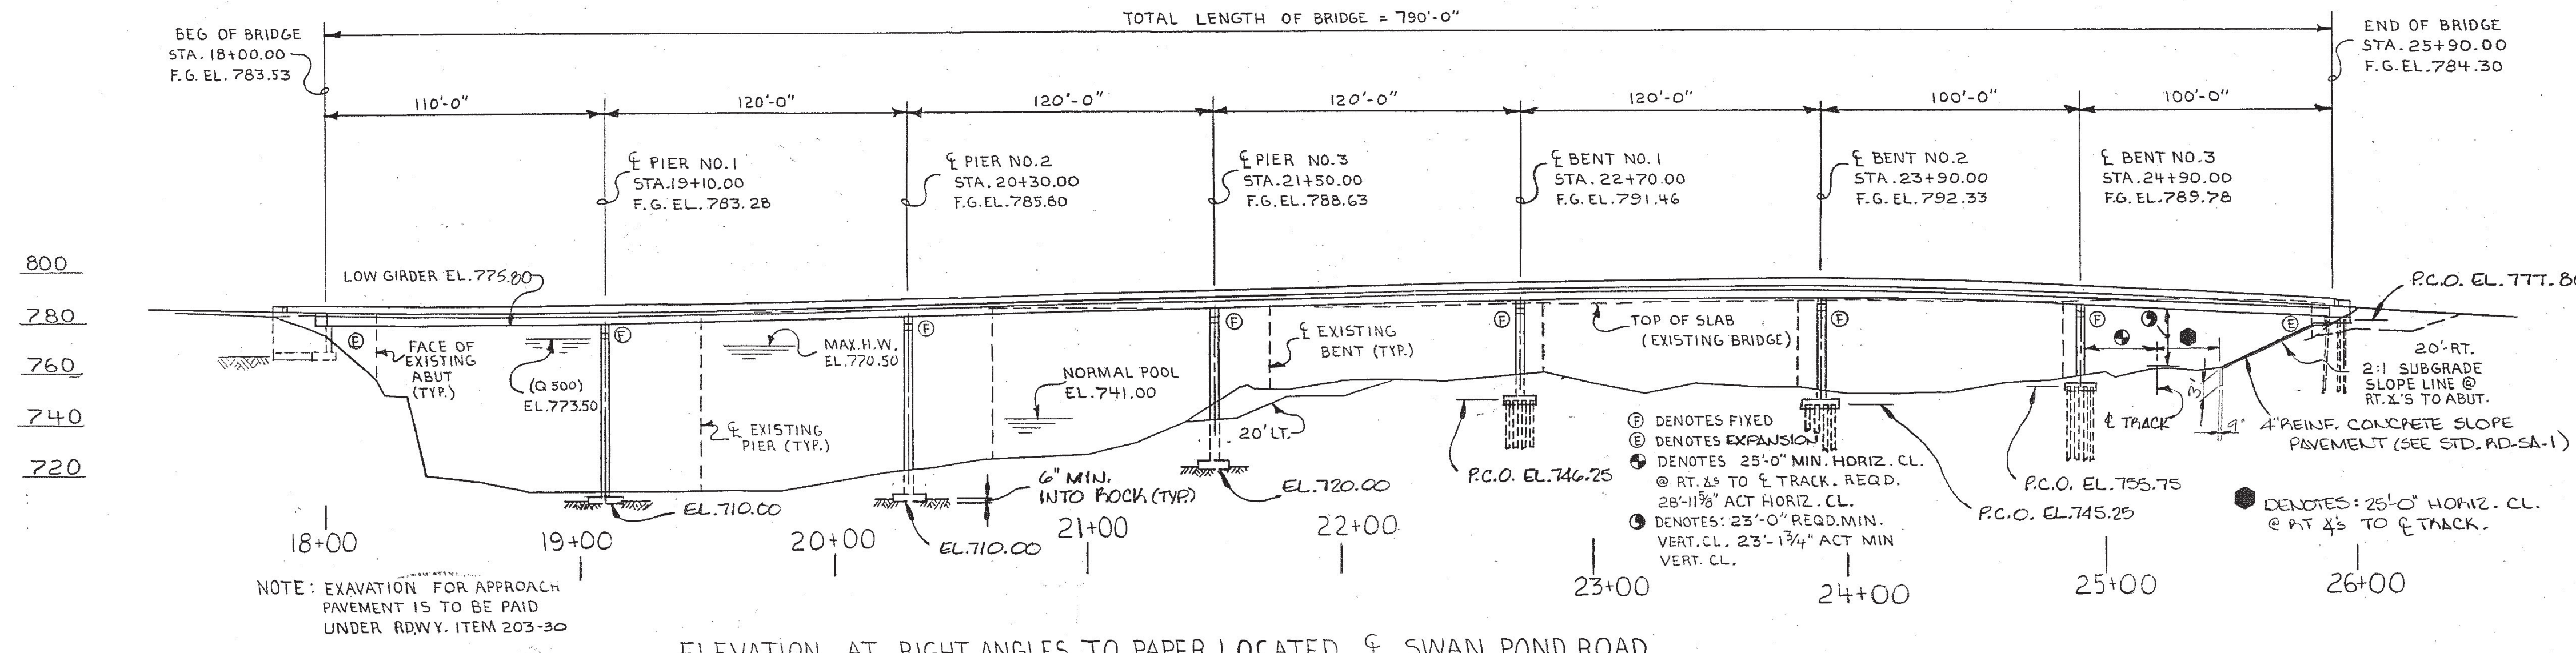 TOTAL LENGTH OF BRIDGE = 790'-0"
BEG OF BRIDGE
STA. 18+00.00
F.G. EL. 783.53
END OF BRIDGE
STA. 25+90.00
F.G. EL. 784.30
110'-0"
120'-0"
120'-0"
120'-0"
120'-0"
100'-0"
100'-0"
℄ PIER NO.1
STA.19+10.00
F.G. EL. 783.28
℄ PIER NO.2
STA. 20+30.00
F.G. EL. 785.80
℄ PIER NO.3
STA. 21+50.00
F.G. EL. 788.63
℄ BENT NO.1
STA. 22+70.00
F.G. EL. 791.46
℄ BENT NO.2
STA. 23+90.00
F.G. EL. 792.33
℄ BENT NO.3
STA. 24+90.00
F.G. EL. 789.78
800
780
760
740
720
LOW GIRDER EL. 775.80
P.C.O. EL. 777.8
E
FACE OF
EXISTING
ABUT
(TYP.)
(Q 500)
EL.773.50
F
℄ EXISTING
PIER (TYP.)
MAX. H.W.
EL.770.50
F
NORMAL POOL
EL.741.00
F
℄ EXISTING
BENT (TYP.)
20' LT.
F
TOP OF SLAB
(EXISTING BRIDGE)
F
F
E
℄ TRACK
3'
9"
20'-RT.
2:1 SUBGRADE
SLOPE LINE @
RT. ∡'S TO ABUT.
4" REINF. CONCRETE SLOPE
PAVEMENT (SEE STD. RD-SA-1)
EL.710.00
EL.710.00
6" MIN.
INTO ROCK (TYP.)
EL.720.00
P.C.O. EL.746.25
P.C.O. EL.745.25
P.C.O. EL.755.75
F DENOTES FIXED
E DENOTES EXPANSION
DENOTES 25'-0" MIN. HORIZ. CL.
@ RT. ∡s TO ℄ TRACK. REQD.
28'-11⅝" ACT HORIZ. CL.
DENOTES: 23'-0" REQD. MIN.
VERT. CL. 23'-1¾" ACT MIN
VERT. CL.
DENOTES: 25'-0" HORIZ. CL.
@ RT ∡'s TO ℄ TRACK.
18+00
19+00
20+00
21+00
22+00
23+00
24+00
25+00
26+00
NOTE: EXAVATION FOR APPROACH
PAVEMENT IS TO BE PAID
UNDER RDWY. ITEM 203-30
ELEVATION AT RIGHT ANGLES TO PAPER LOCATED ℄ SWAN POND ROAD